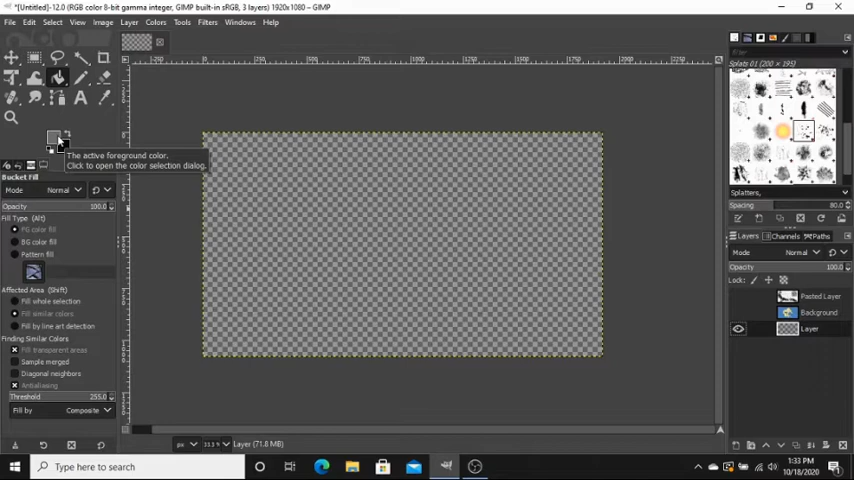 *[Untitled]-12.0 (RGB color 8-bit gamma integer, GIMP built-in sRGB, 3 layers) 1920x1080 – GIMP
File Edit Select View Image Layer Colors Tools Filters Windows Help
filter
Splats 01 (200 × 195)
The active foreground color.
Click to open the color selection dialog.
Bucket Fill
Mode Normal
Opacity 100.0
Fill Type (Alt)
FG color fill
BG color fill
Pattern fill
Affected Area (Shift)
Fill whole selection
Fill similar colors
Fill by line art detection
Finding Similar Colors
Fill transparent areas
Sample merged
Diagonal neighbors
Antialiasing
Threshold 255.0
Fill by Composite
Splatters,
Spacing 80.0
Layers Channels Paths
Mode Normal
Opacity 100.0
Lock:
Pasted Layer
Background
Layer
px 33.3 % Layer (71.8 MB)
Type here to search
1:33 PM
10/18/2020